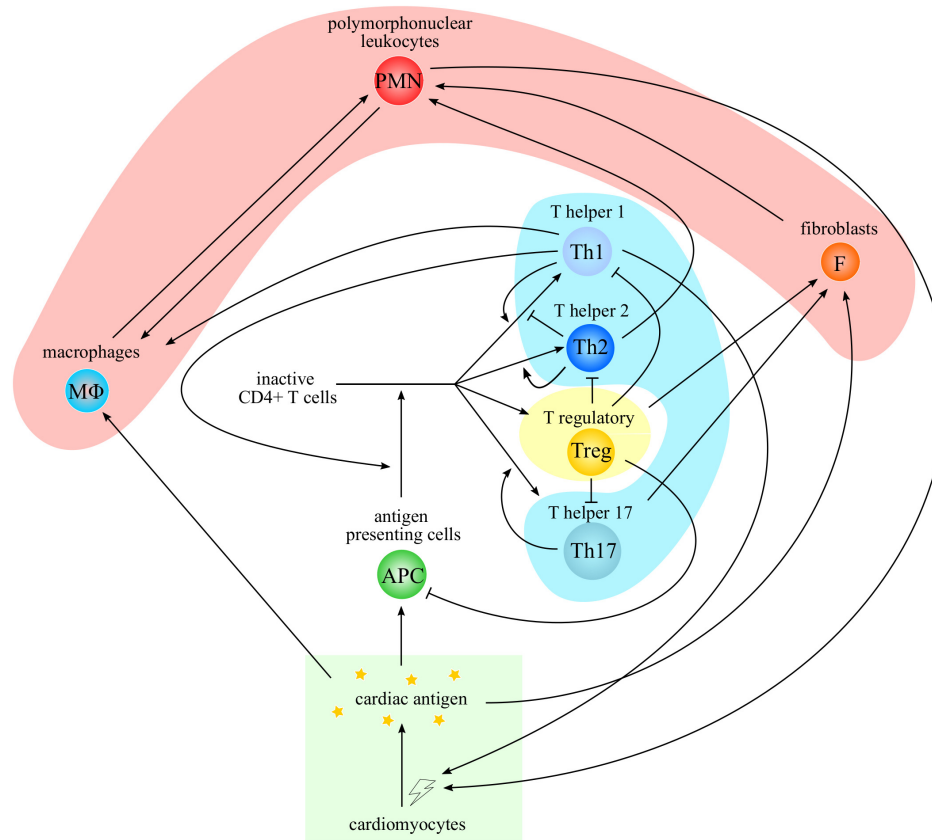 polymorphonuclear
leukocytes
PMN
T helper 1
Th1
fibroblasts
F
T helper 2
Th2
macrophages
MΦ
inactive
CD4+ T cells
T regulatory
Treg
antigen
presenting cells
APC
T helper 17
Th17
cardiac antigen
cardiomyocytes